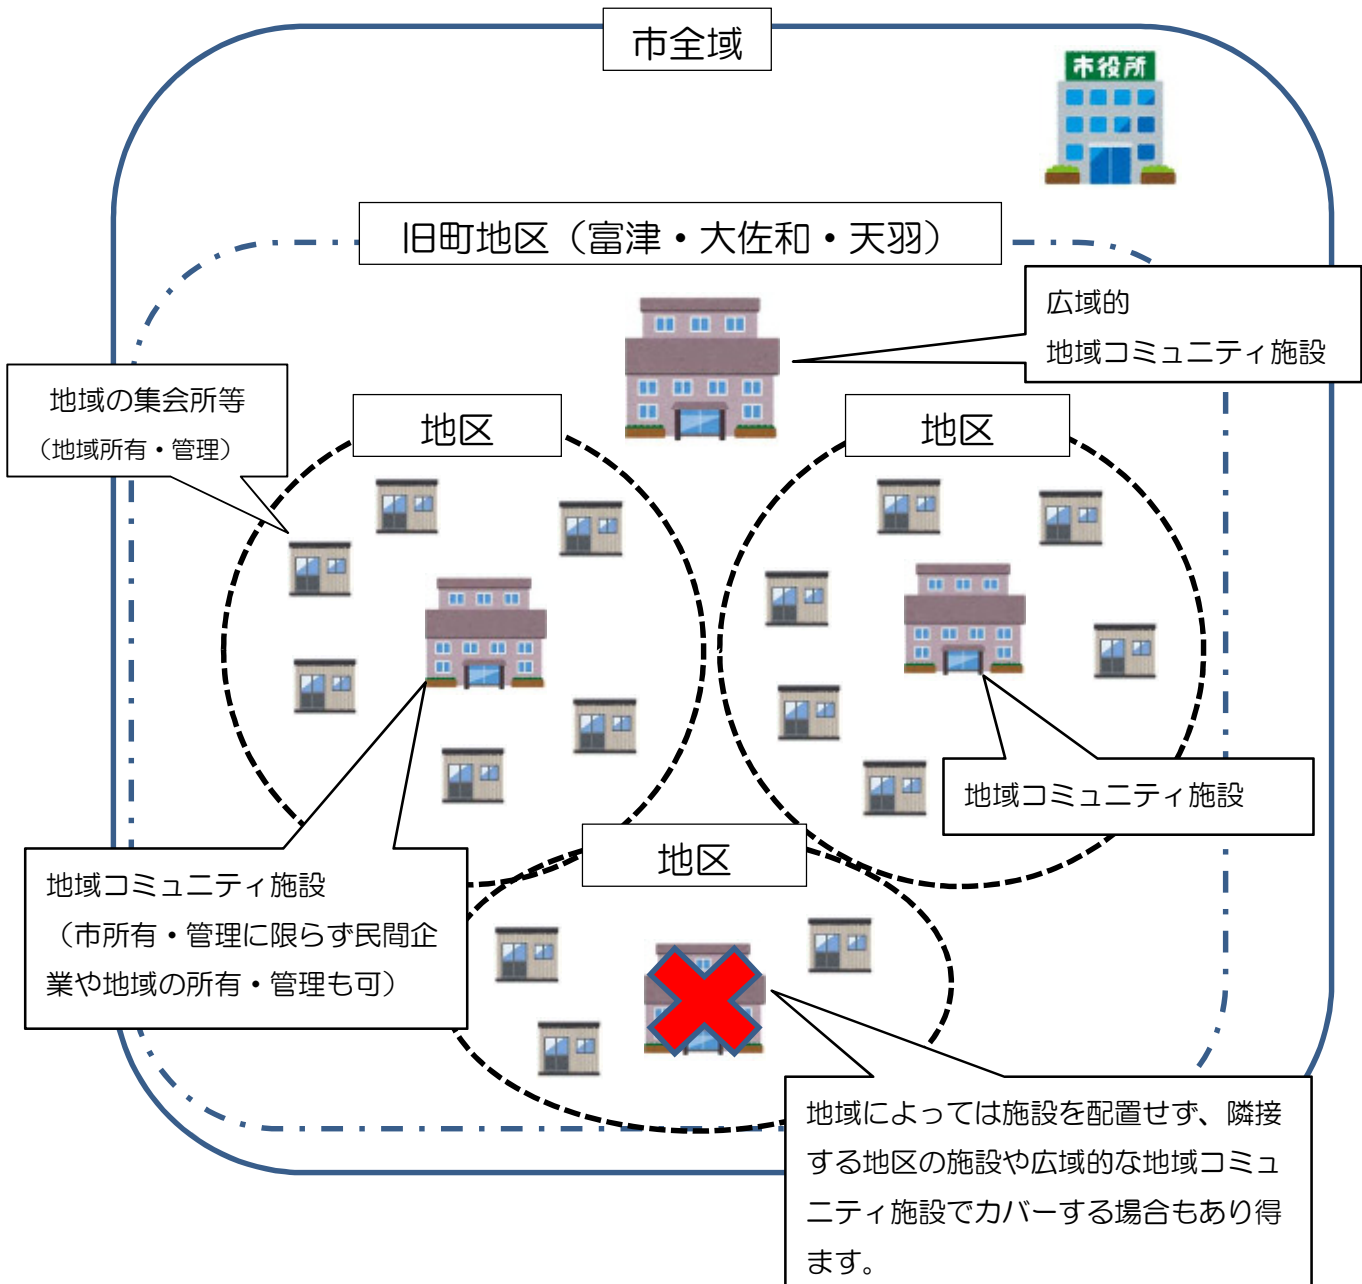 市全域
市役所
旧町地区（富津・大佐和・天羽）
広域的
地域コミュニティ施設
地域の集会所等
（地域所有・管理）
地区
地区
地域コミュニティ施設
地域コミュニティ施設
（市所有・管理に限らず民間企
業や地域の所有・管理も可）
地区
地域によっては施設を配置せず、隣接
する地区の施設や広域的な地域コミュ
ニティ施設でカバーする場合もあり得
ます。